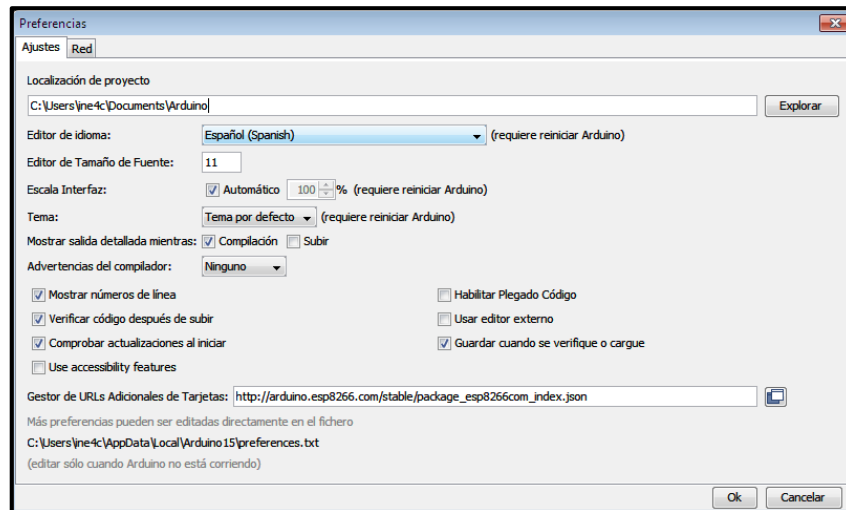 Preferencias
Ajustes Red
Localización de proyecto
C:\Users\ine4c\Documents\Arduino Explorar
Editor de idioma: Español (Spanish) (requiere reiniciar Arduino)
Editor de Tamaño de Fuente: 11
Escala Interfaz: Automático 100 % (requiere reiniciar Arduino)
Tema: Tema por defecto (requiere reiniciar Arduino)
Mostrar salida detallada mientras: Compilación Subir
Advertencias del compilador: Ninguno
Mostrar números de línea Habilitar Plegado Código
Verificar código después de subir Usar editor externo
Comprobar actualizaciones al iniciar Guardar cuando se verifique o cargue
Use accessibility features
Gestor de URLs Adicionales de Tarjetas: http://arduino.esp8266.com/stable/package_esp8266com_index.json
Más preferencias pueden ser editadas directamente en el fichero
C:\Users\ine4c\AppData\Local\Arduino15\preferences.txt
(editar sólo cuando Arduino no está corriendo)
Ok Cancelar